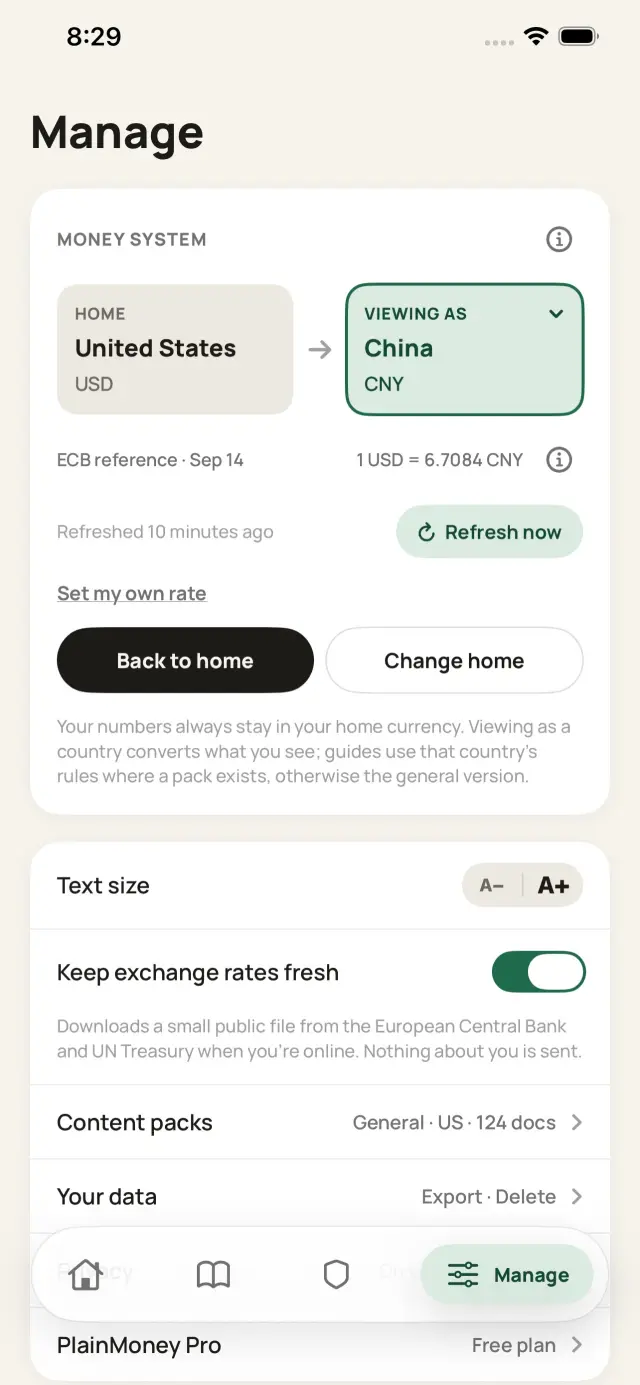 8:29
Manage
MONEY SYSTEM
HOME
United States
USD
VIEWING AS
China
CNY
ECB reference · Sep 14
1 USD = 6.7084 CNY
Refreshed 10 minutes ago
Refresh now
Set my own rate
Back to home
Change home
Your numbers always stay in your home currency. Viewing as a
country converts what you see; guides use that country's
rules where a pack exists, otherwise the general version.
Text size
A− A+
Keep exchange rates fresh
Downloads a small public file from the European Central Bank
and UN Treasury when you're online. Nothing about you is sent.
Content packs
General · US · 124 docs
Your data
Export · Delete
Manage
PlainMoney Pro
Free plan